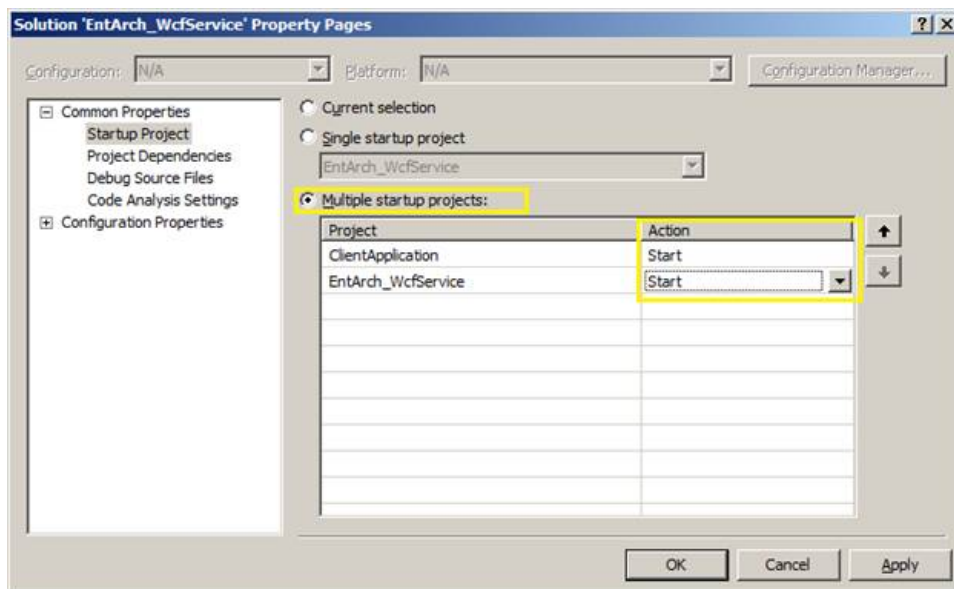 Solution 'EntArch_WcfService' Property Pages
Configuration: N/A Platform: N/A Configuration Manager...
Common Properties
Startup Project
Project Dependencies
Debug Source Files
Code Analysis Settings
Configuration Properties
Current selection
Single startup project
EntArch_WcfService
Multiple startup projects:
Project Action
ClientApplication Start
EntArch_WcfService Start
OK Cancel Apply